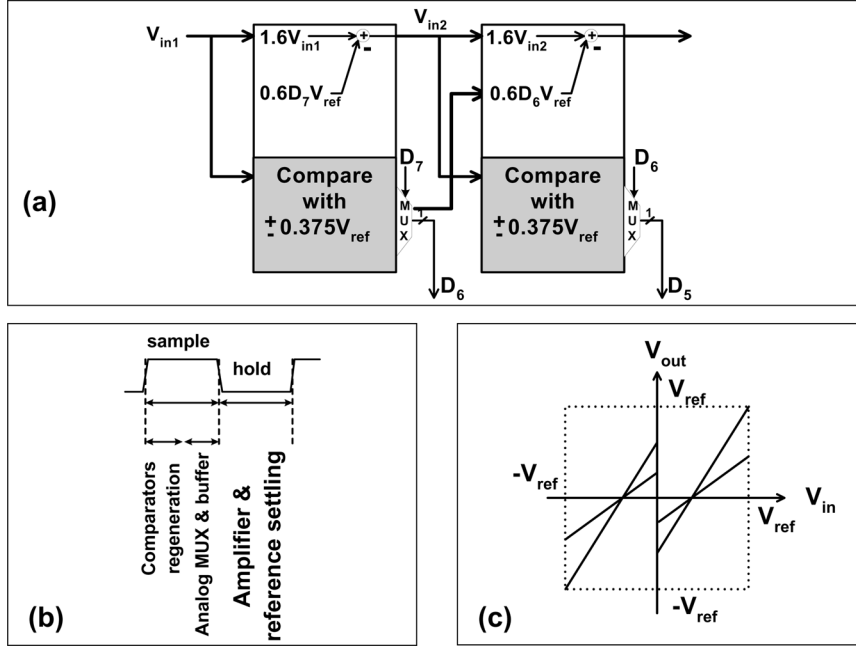 (a)
V_in1
1.6V_in1
+
-
0.6D_7V_ref
V_in2
1.6V_in2
+
-
0.6D_6V_ref
Compare
with
±0.375V_ref
D_7
MUX
1
D_6
Compare
with
±0.375V_ref
D_6
MUX
1
D_5
(b)
sample
hold
Comparators
regeneration
Analog MUX & buffer
Amplifier &
reference settling
(c)
V_out
V_ref
-V_ref
V_in
V_ref
-V_ref